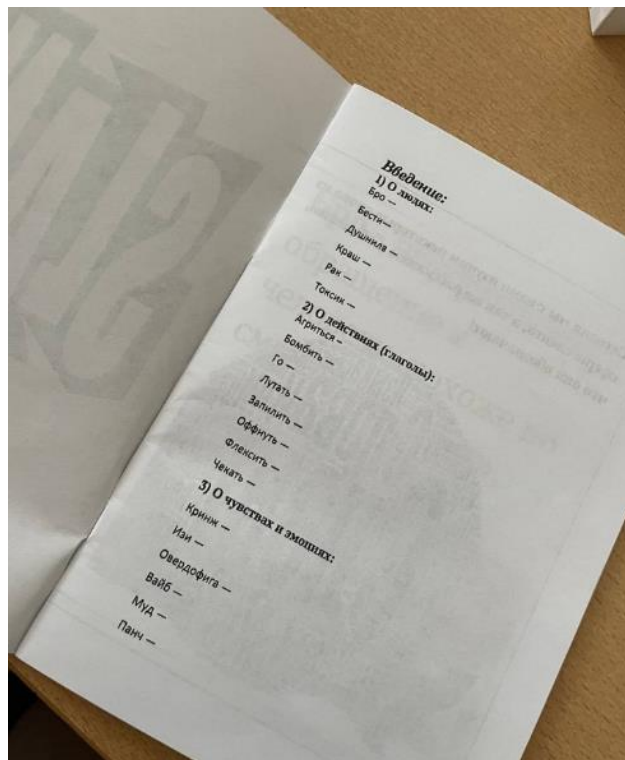 Введение:
1) О людях:
Бро —
Бести—
Душнила —
Краш —
Рак —
Токсик —
2) О действиях (глаголы):
Агриться –
Бомбить —
Го —
Лутать —
Запилить —
Оффнуть —
Флексить —
Чекать —
3) О чувствах и эмоциях:
Кринж —
Изи —
Овердофига —
Вайб —
Муд —
Панч —